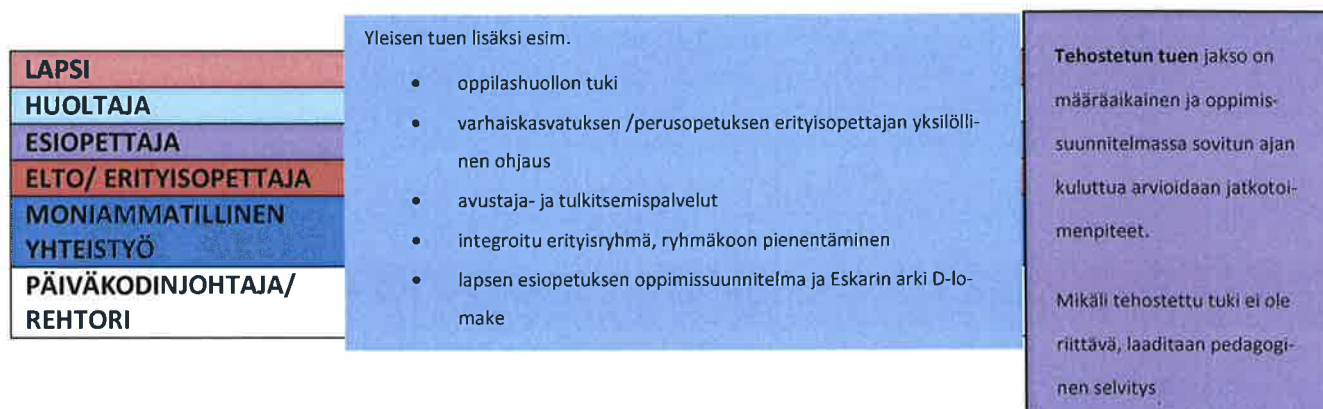 LAPSI
HUOLTAJA
ESIOPETTAJA
ELTO/ ERITYISOPETTAJA
MONIAMMATILLINEN
YHTEISTYÖ
PÄIVÄKODINJOHTAJA/
REHTORI
Yleisen tuen lisäksi esim.
• oppilashuollon tuki
• varhaiskasvatuksen /perusopetuksen erityisopettajan yksilölli-
nen ohjaus
• avustaja- ja tulkitsemispalvelut
• integroitu erityisryhmä, ryhmäkoon pienentäminen
• lapsen esiopetuksen oppimissuunnitelma ja Eskarin arki D-lo-
make
Tehostetun tuen jakso on
määräaikainen ja oppimis-
suunnitelmassa sovitun ajan
kuluttua arvioidaan jatkotoi-
menpiteet.
Mikäli tehostettu tuki ei ole
riittävä, laaditaan pedagogi-
nen selvitys